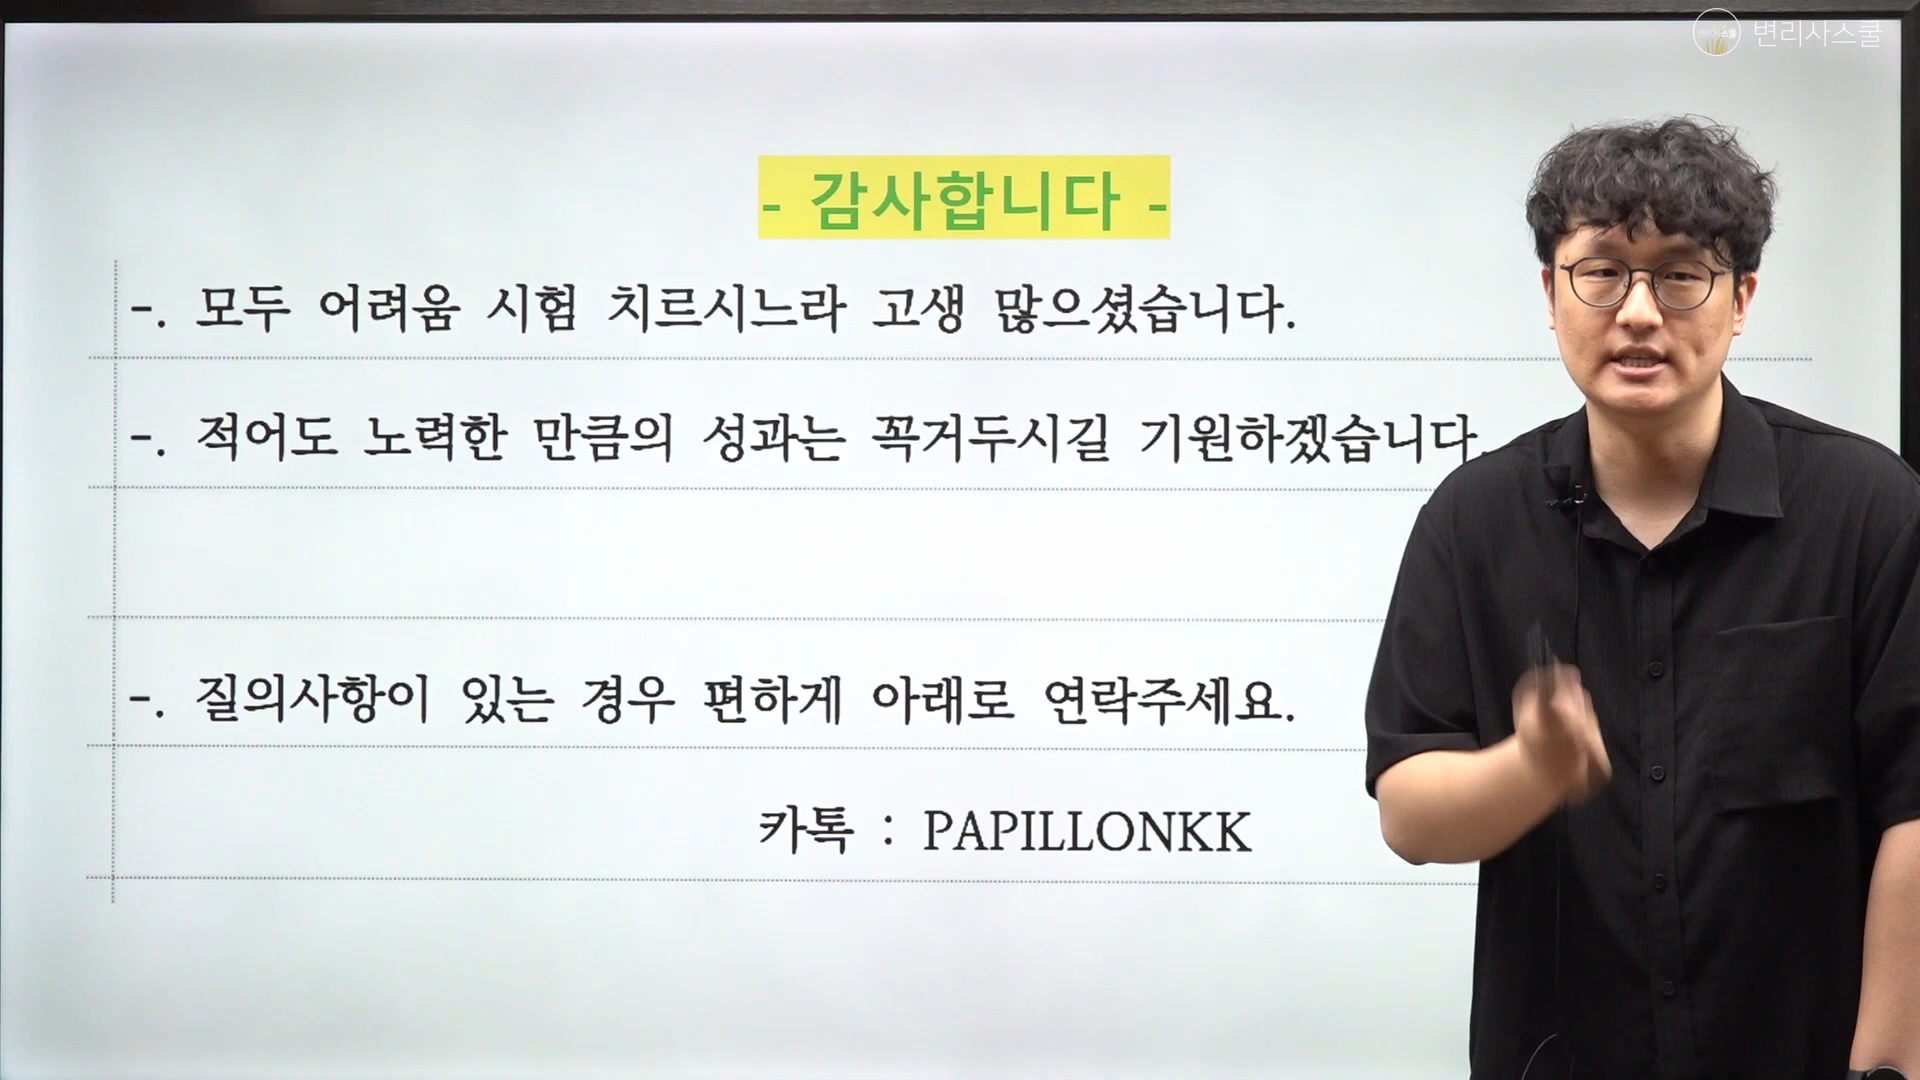 변리사스쿨
- 감사합니다 -
-. 모두 어려움 시험 치르시느라 고생 많으셨습니다.
-. 적어도 노력한 만큼의 성과는 꼭거두시길 기원하겠습니다.
-. 질의사항이 있는 경우 편하게 아래로 연락주세요.
카톡 : PAPILLONKK